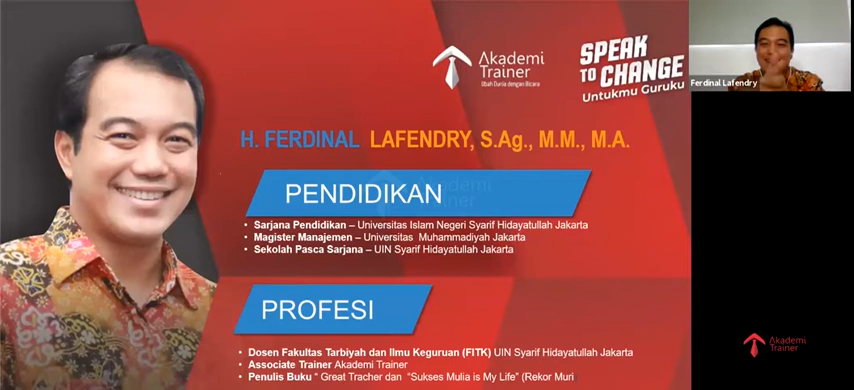 Akademi
Trainer
Ubah Dunia dengan Bicara
SPEAK
TO CHANGE
Untukmu Guruku
H. FERDINAL LAFENDRY, S.Ag., M.M., M.A.
PENDIDIKAN
Akademi
Trainer
• Sarjana Pendidikan – Universitas Islam Negeri Syarif Hidayatullah Jakarta
• Magister Manajemen – Universitas Muhammadiyah Jakarta
• Sekolah Pasca Sarjana – UIN Syarif Hidayatullah Jakarta
PROFESI
• Dosen Fakultas Tarbiyah dan Ilmu Keguruan (FITK) UIN Syarif Hidayatullah Jakarta
• Associate Trainer Akademi Trainer
• Penulis Buku “ Great Tracher dan “Sukses Mulia is My Life” (Rekor Muri
Ferdinal Lafendry
Akademi
Trainer